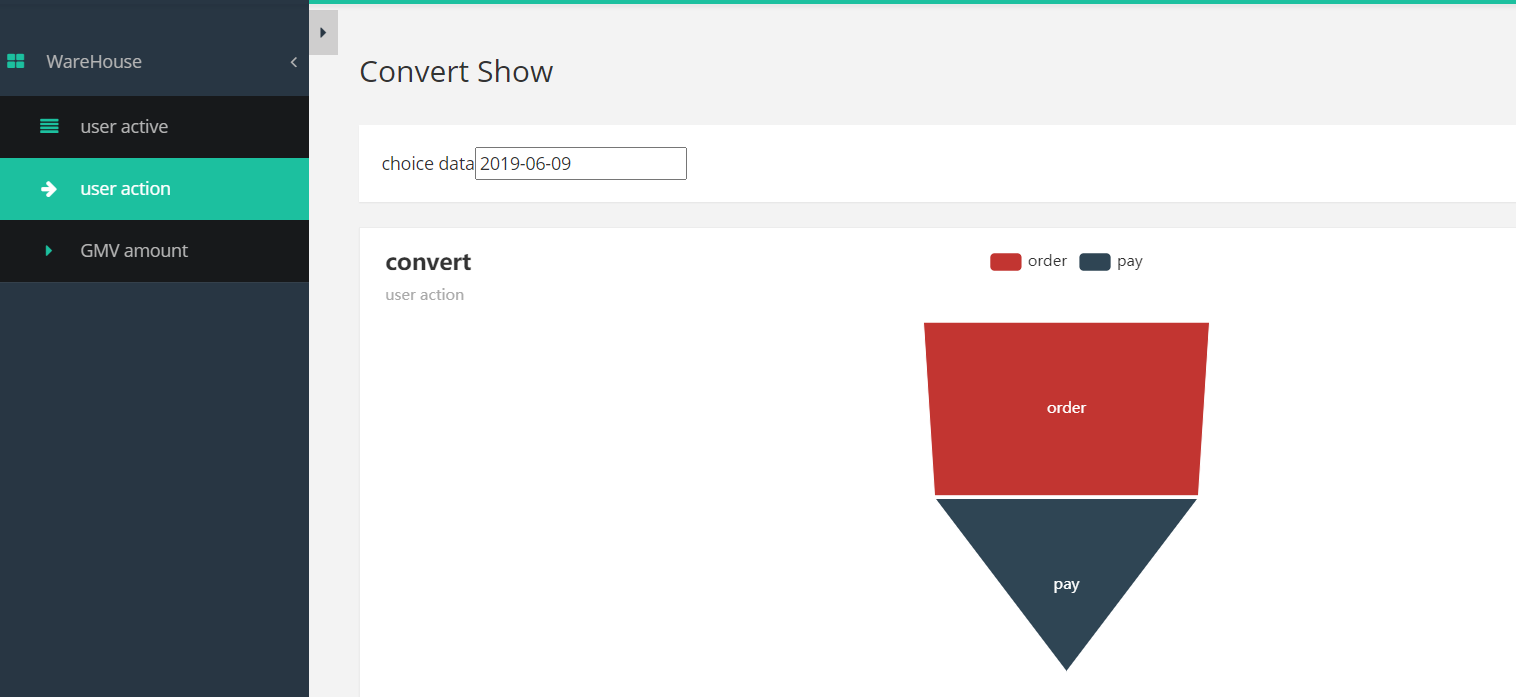 WareHouse
user active
user action
GMV amount
Convert Show
choice data 2019-06-09
convert
user action
order pay
order
pay